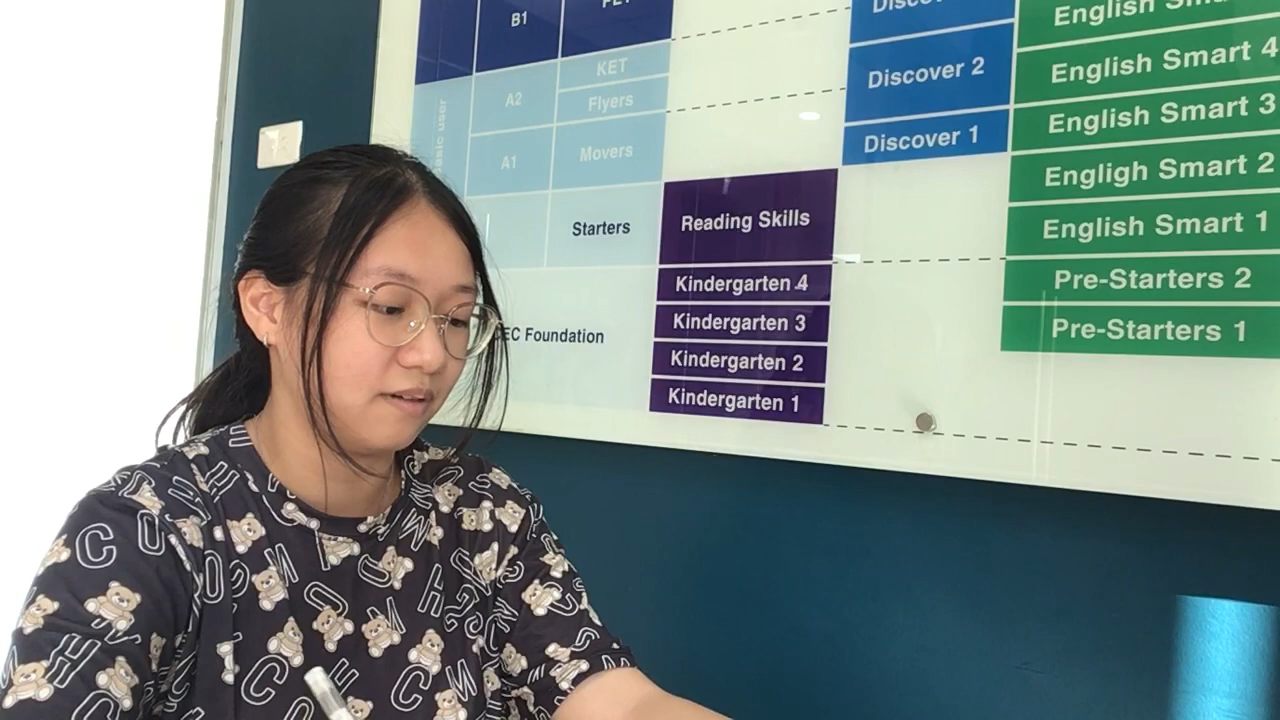 B1
PET
KET
A2
Flyers
A1
Movers
Starters
EC Foundation
Reading Skills
Kindergarten 4
Kindergarten 3
Kindergarten 2
Kindergarten 1
Discover 2
Discover 1
English
English Smart 4
English Smart 3
Engligh Smart 2
English Smart 1
Pre-Starters 2
Pre-Starters 1